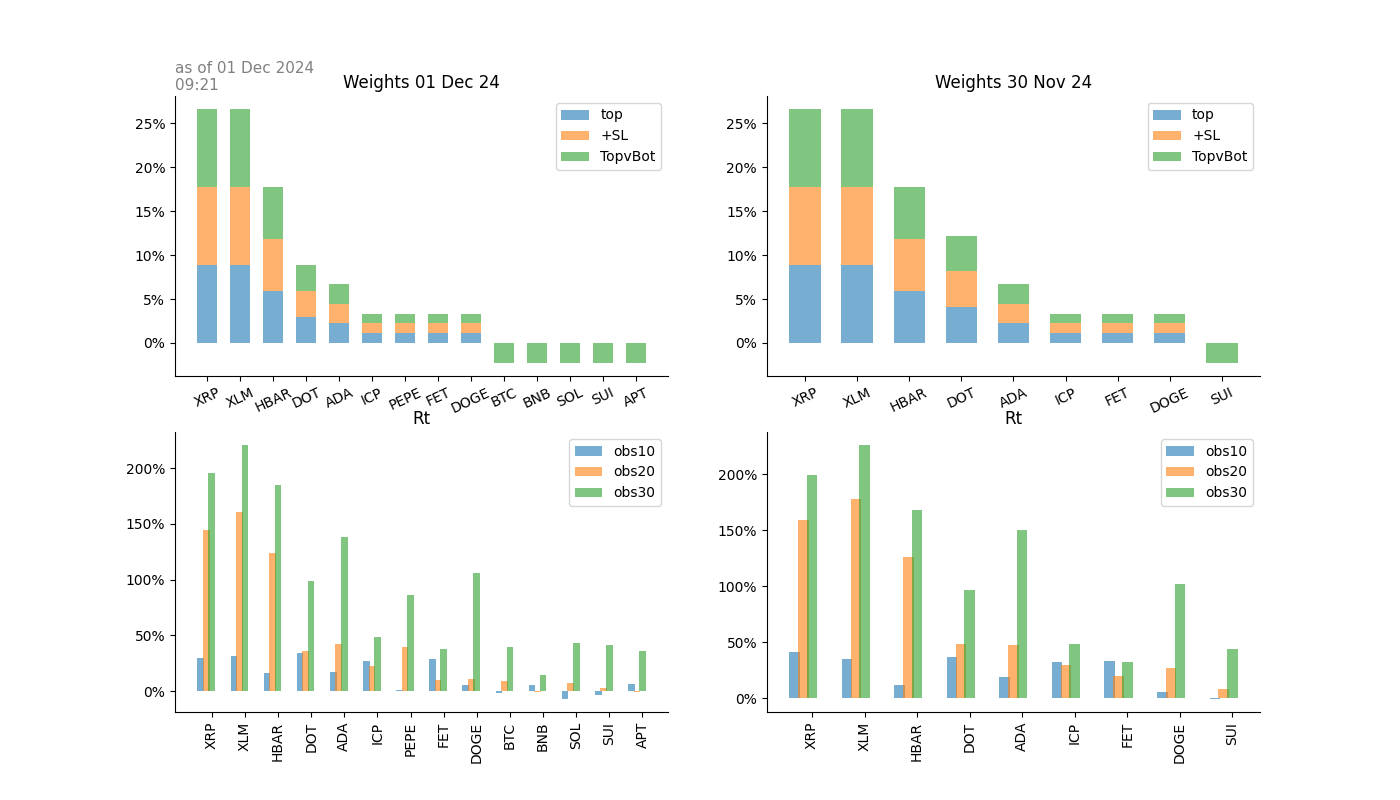 as of 01 Dec 2024
09:21
Weights 01 Dec 24
25%
20%
15%
10%
5%
0%
top
+SL
TopvBot
XRP XLM HBAR DOT ADA ICP PEPE FET DOGE BTC BNB SOL SUI APT
Weights 30 Nov 24
25%
20%
15%
10%
5%
0%
top
+SL
TopvBot
XRP XLM HBAR DOT ADA ICP FET DOGE SUI
Rt
200%
150%
100%
50%
0%
obs10
obs20
obs30
XRP XLM HBAR DOT ADA ICP PEPE FET DOGE BTC BNB SOL SUI APT
Rt
200%
150%
100%
50%
0%
obs10
obs20
obs30
XRP XLM HBAR DOT ADA ICP FET DOGE SUI